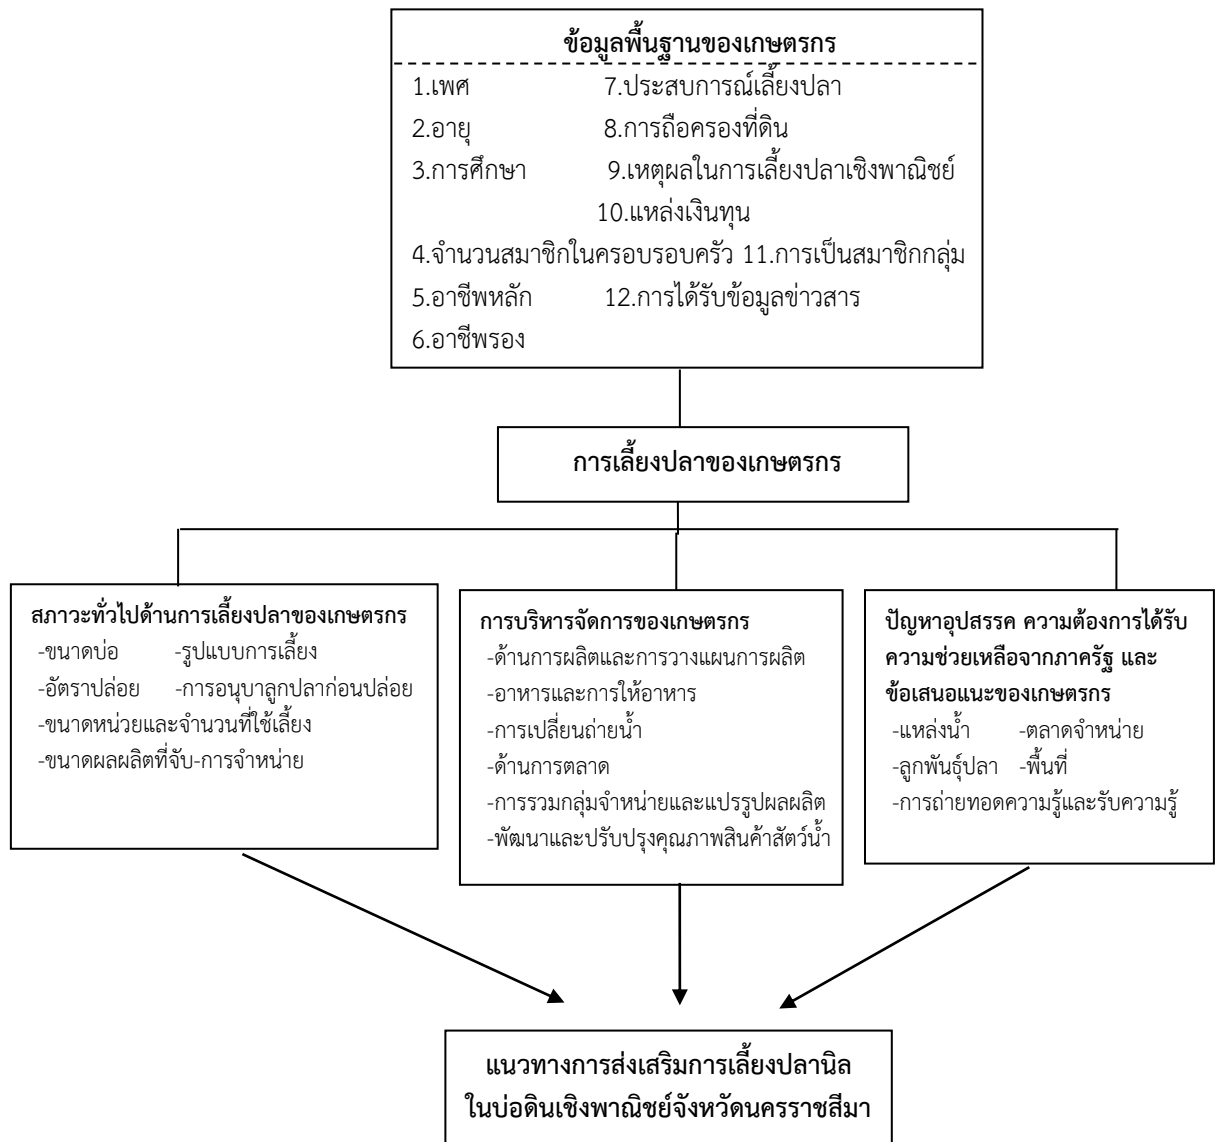 ข้อมูลพื้นฐานของเกษตรกร
1.เพศ 7.ประสบการณ์เลี้ยงปลา
2.อายุ 8.การถือครองที่ดิน
3.การศึกษา 9.เหตุผลในการเลี้ยงปลาเชิงพาณิชย์
10.แหล่งเงินทุน
4.จำนวนสมาชิกในครอบรอบครัว 11.การเป็นสมาชิกกลุ่ม
5.อาชีพหลัก 12.การได้รับข้อมูลข่าวสาร
6.อาชีพรอง
การเลี้ยงปลาของเกษตรกร
สภาวะทั่วไปด้านการเลี้ยงปลาของเกษตรกร
-ขนาดบ่อ -รูปแบบการเลี้ยง
-อัตราปล่อย -การอนุบาลูกปลาก่อนปล่อย
-ขนาดหน่วยและจำนวนที่ใช้เลี้ยง
-ขนาดผลผลิตที่จับ-การจำหน่าย
การบริหารจัดการของเกษตรกร
-ด้านการผลิตและการวางแผนการผลิต
-อาหารและการให้อาหาร
-การเปลี่ยนถ่ายน้ำ
-ด้านการตลาด
-การรวมกลุ่มจำหน่ายและแปรรูปผลผลิต
-พัฒนาและปรับปรุงคุณภาพสินค้าสัตว์น้ำ
ปัญหาอุปสรรค ความต้องการได้รับ
ความช่วยเหลือจากภาครัฐ และ
ข้อเสนอแนะของเกษตรกร
-แหล่งน้ำ -ตลาดจำหน่าย
-ลูกพันธุ์ปลา -พื้นที่
-การถ่ายทอดความรู้และรับความรู้
แนวทางการส่งเสริมการเลี้ยงปลานิล
ในบ่อดินเชิงพาณิชย์จังหวัดนครราชสีมา